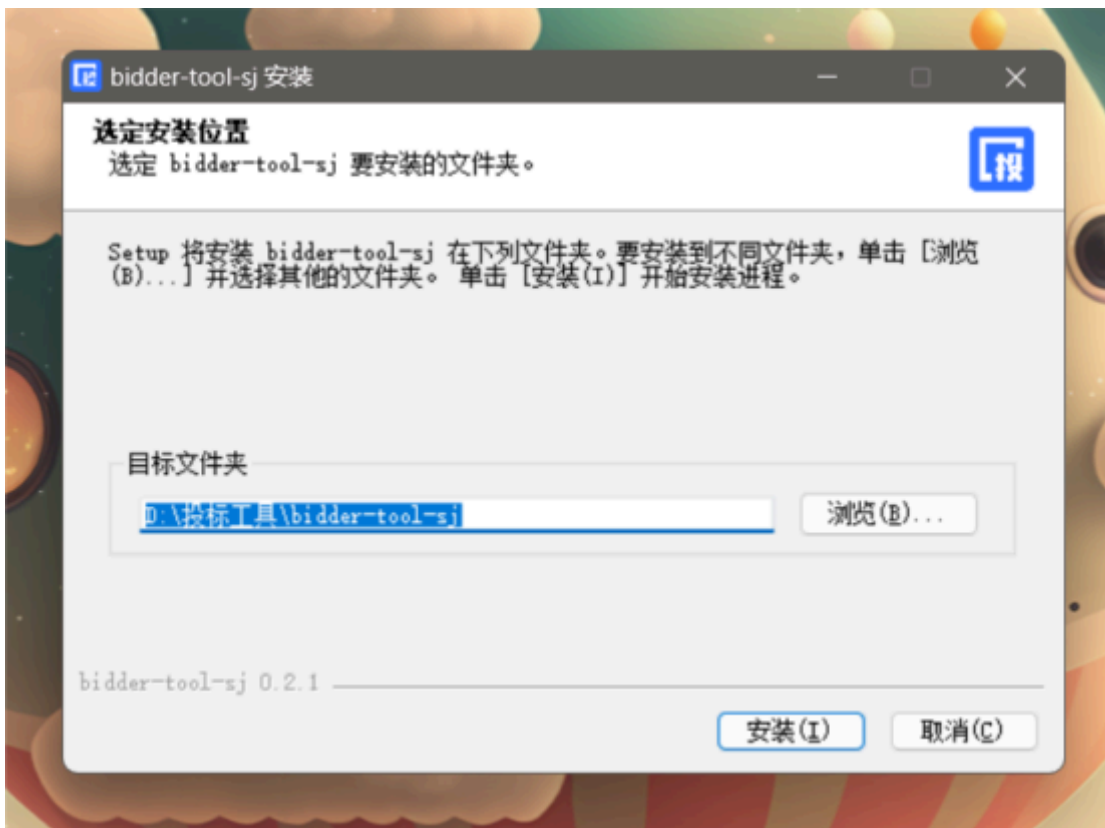 bidder-tool-sj 安装
选定安装位置
选定 bidder-tool-sj 要安装的文件夹。
投
Setup 将安装 bidder-tool-sj 在下列文件夹。要安装到不同文件夹，单击 [浏览
(B)...] 并选择其他的文件夹。 单击 [安装(I)] 开始安装进程。
目标文件夹
D:\投标工具\bidder-tool-sj
浏览(B)...
bidder-tool-sj 0.2.1
安装(I)
取消(C)